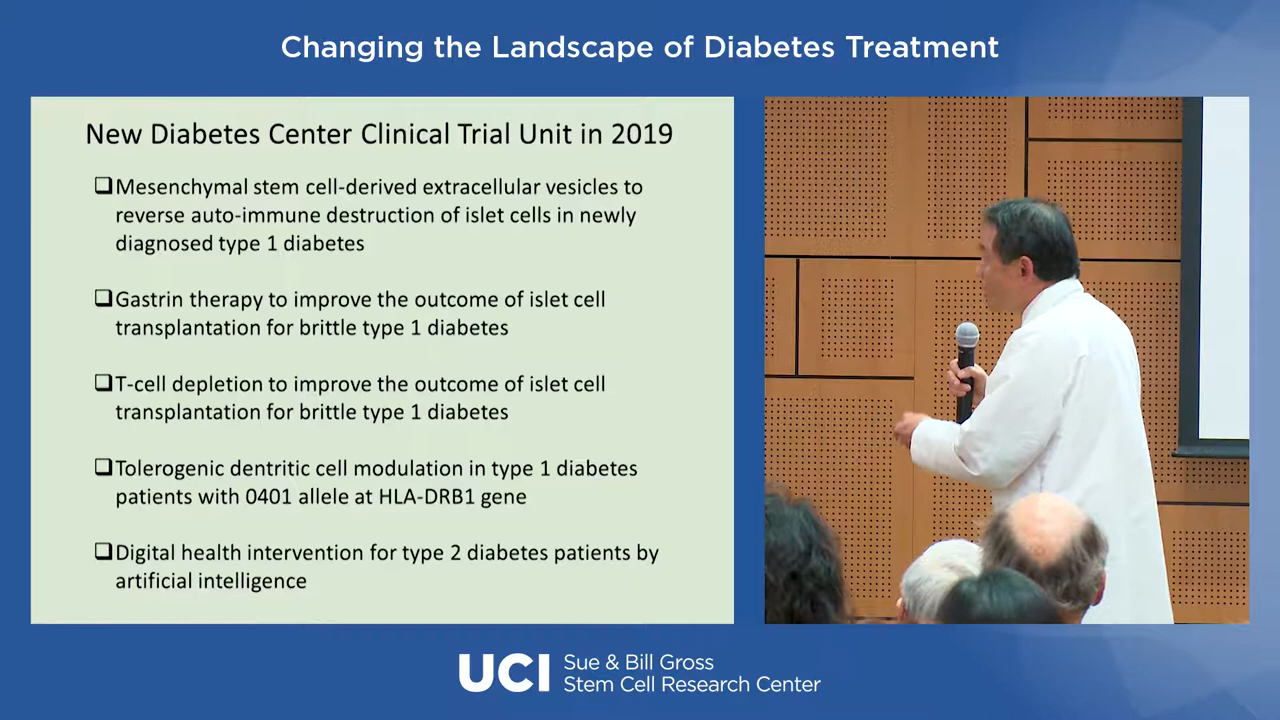 Changing the Landscape of Diabetes Treatment
New Diabetes Center Clinical Trial Unit in 2019
❑Mesenchymal stem cell-derived extracellular vesicles to
reverse auto-immune destruction of islet cells in newly
diagnosed type 1 diabetes
❑Gastrin therapy to improve the outcome of islet cell
transplantation for brittle type 1 diabetes
❑T-cell depletion to improve the outcome of islet cell
transplantation for brittle type 1 diabetes
❑Tolerogenic dentritic cell modulation in type 1 diabetes
patients with 0401 allele at HLA-DRB1 gene
❑Digital health intervention for type 2 diabetes patients by
artificial intelligence
UCI
Sue & Bill Gross
Stem Cell Research Center